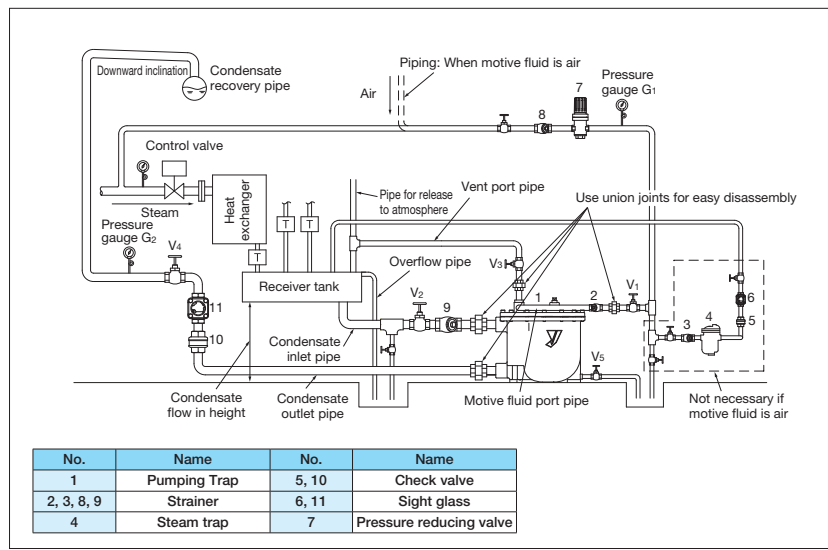 Downward inclination
Condensate
recovery pipe
Piping: When motive fluid is air
Air
7
Pressure
gauge G1
8
Control valve
Steam
Heat
exchanger
Pressure
gauge G2
V4
T
T
T
Pipe for release
to atmosphere
Vent port pipe
Use union joints for easy disassembly
Overflow pipe
V3
Receiver tank
V2
9
1
2
V1
6
5
4
3
11
10
V5
Condensate
inlet pipe
Condensate
flow in height
Condensate
outlet pipe
Motive fluid port pipe
Not necessary if
motive fluid is air
No. Name No. Name
1 Pumping Trap 5, 10 Check valve
2, 3, 8, 9 Strainer 6, 11 Sight glass
4 Steam trap 7 Pressure reducing valve